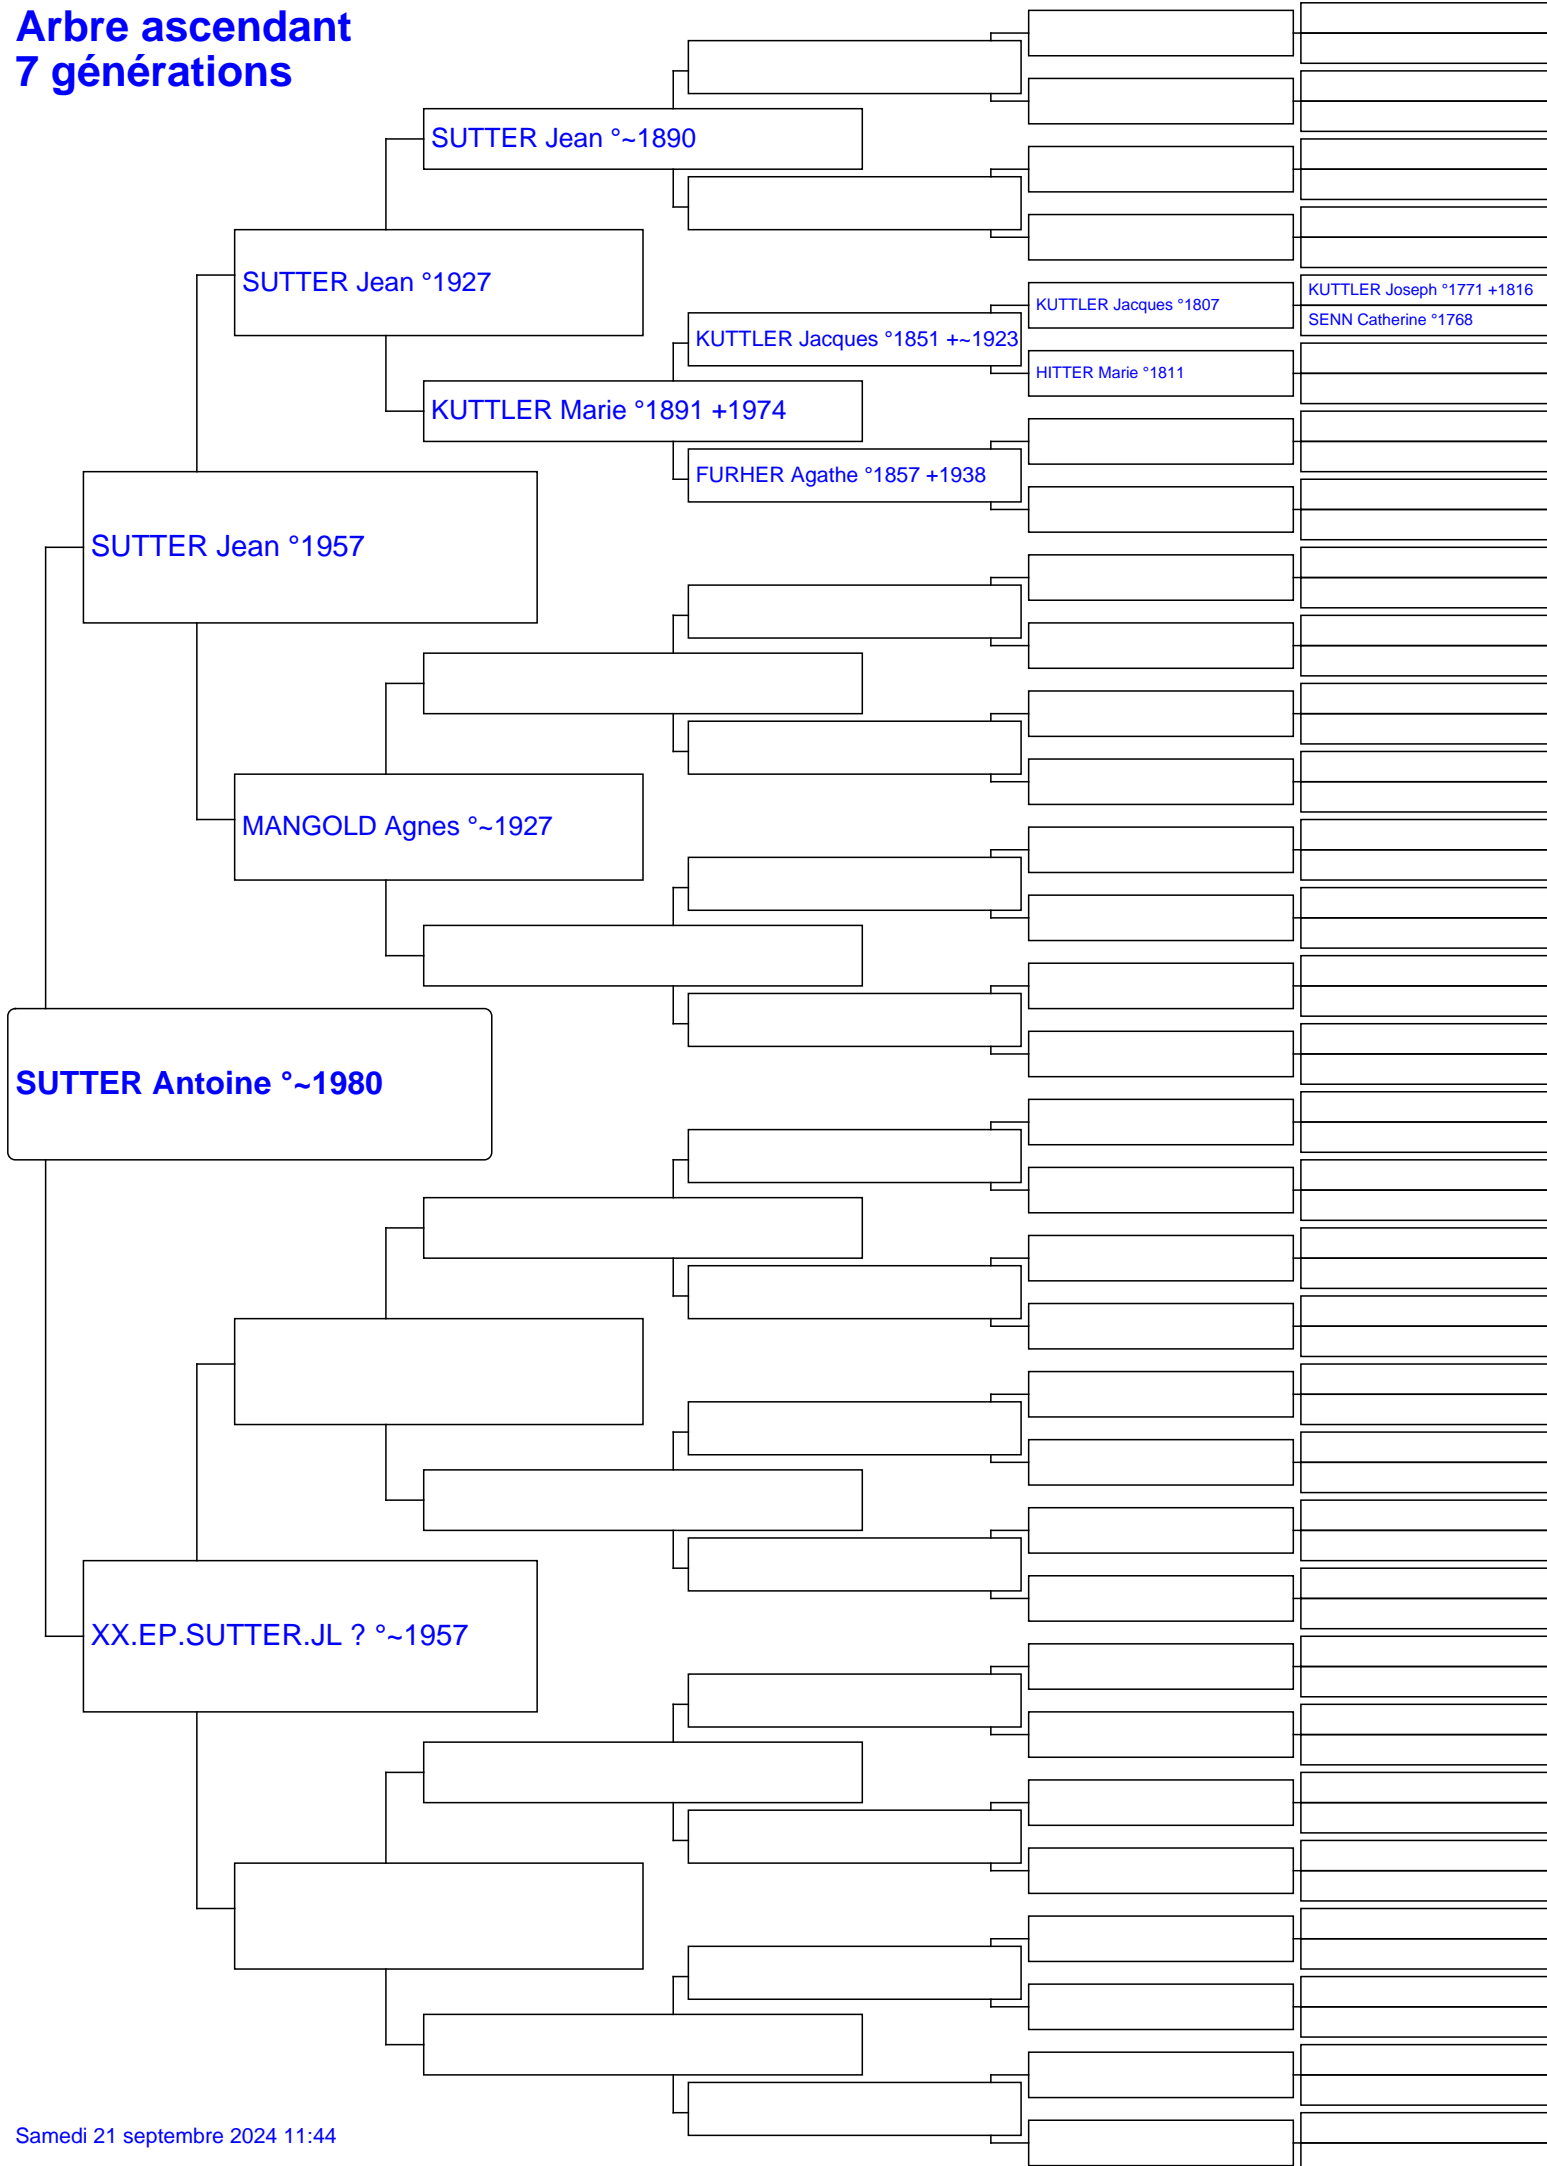 Arbre ascendant
7 générations
SUTTER Jean °~1890
SUTTER Jean °1927
KUTTLER Joseph °1771 +1816
KUTTLER Jacques °1807
SENN Catherine °1768
KUTTLER Jacques °1851 +~1923
HITTER Marie °1811
KUTTLER Marie °1891 +1974
FURHER Agathe °1857 +1938
SUTTER Jean °1957
MANGOLD Agnes °~1927
SUTTER Antoine °~1980
XX.EP.SUTTER.JL ? °~1957
Samedi 21 septembre 2024 11:44